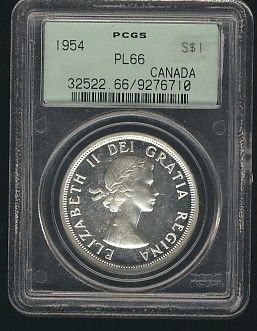 PCGS
1954 S$1
PL66
CANADA
32522.66/9276710
ELIZABETH II DEI GRATIA REGINA